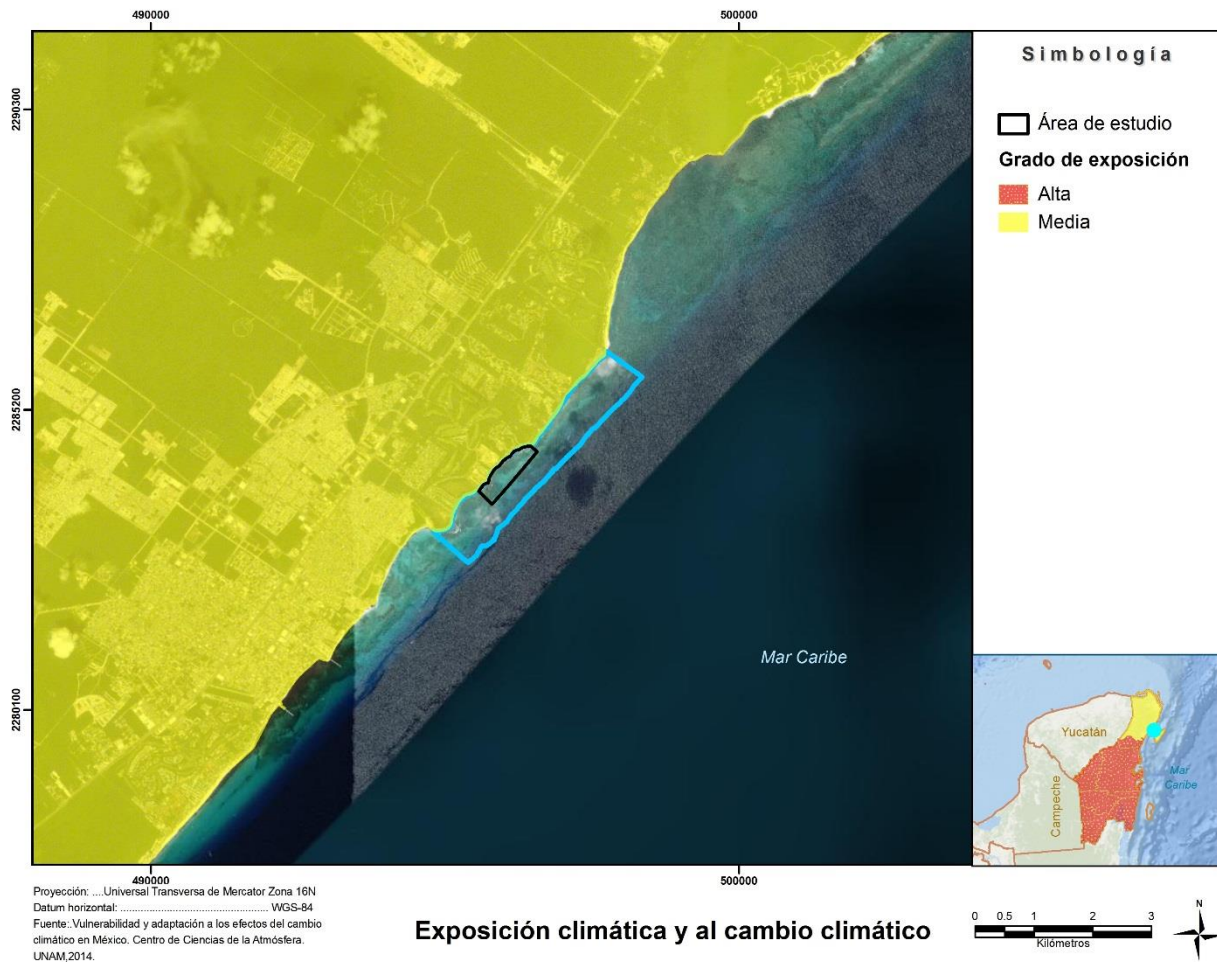 490000
500000
2290300
2285200
2280100
Mar Caribe
490000
500000
Simbología
Área de estudio
Grado de exposición
Alta
Media
Yucatán
Campeche
Mar
Caribe
Proyección: ....Universal Transversa de Mercator Zona 16N
Datum horizontal: ................................................ WGS-84
Fuente:.Vulnerabilidad y adaptación a los efectos del cambio
climático en México. Centro de Ciencias de la Atmósfera.
UNAM,2014.
Exposición climática y al cambio climático
0 0.5 1 2 3
Kilómetros
N